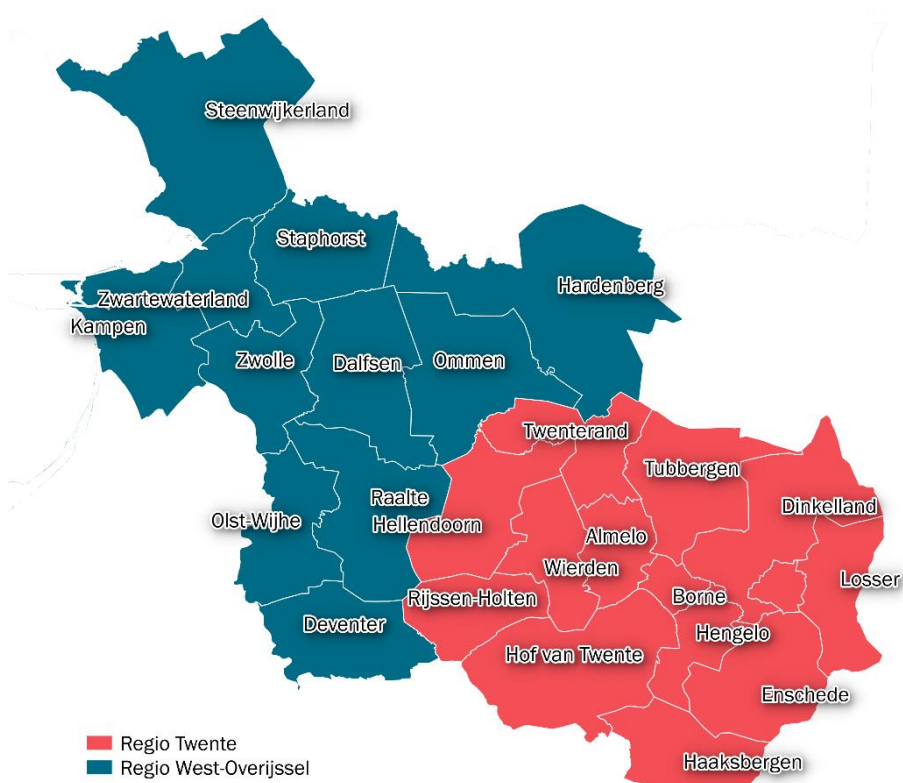 Steenwijkerland
Staphorst
Hardenberg
Zwartewaterland
Kampen
Zwolle
Dalfsen
Ommen
Twenterand
Tubbergen
Raalte
Dinkelland
Olst-Wijhe
Hellendoorn
Almelo
Wierden
Losser
Rijssen-Holten
Borne
Deventer
Hengelo
Hof van Twente
Enschede
Regio Twente
Haaksbergen
Regio West-Overijssel